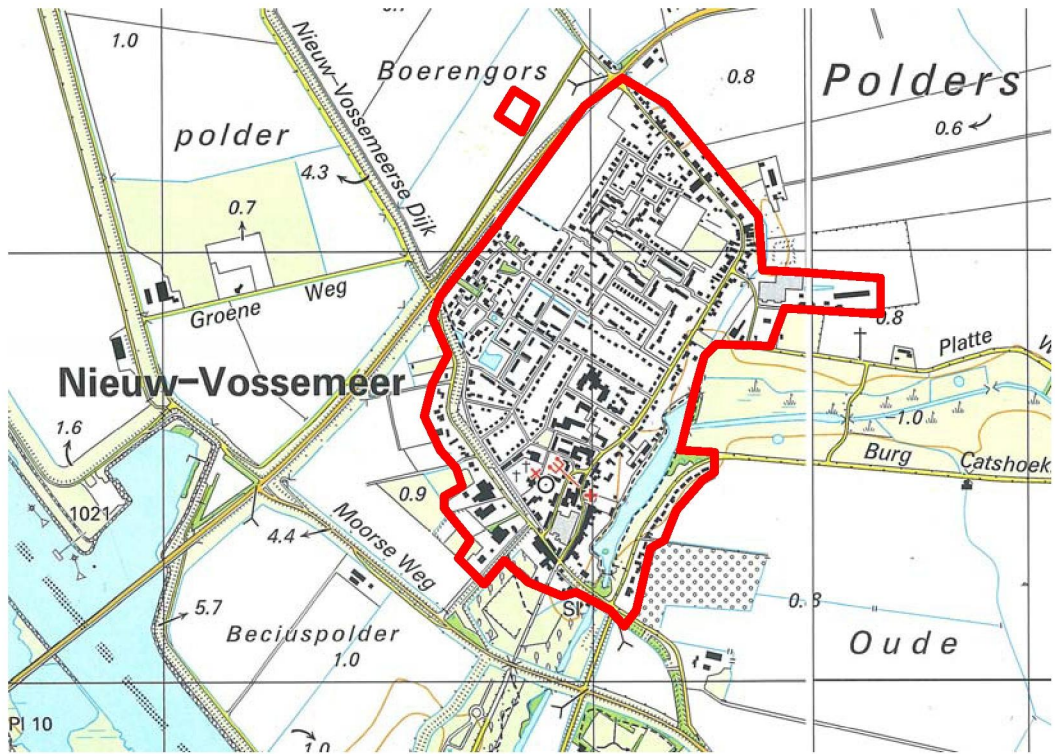 1.0
Nieuw-Vossemeerse Dijk
Boerengors
0.8
Polders
polder
0.6
4.3
0.7
Groene Weg
0.8
Platte
Nieuw-Vossemeer
1.0
1.6
Burg
Catshoek
0.9
1021
Moorse Weg
4.4
5.7
Sl
Beciuspolder
1.0
Oude
Pl 10
1.0